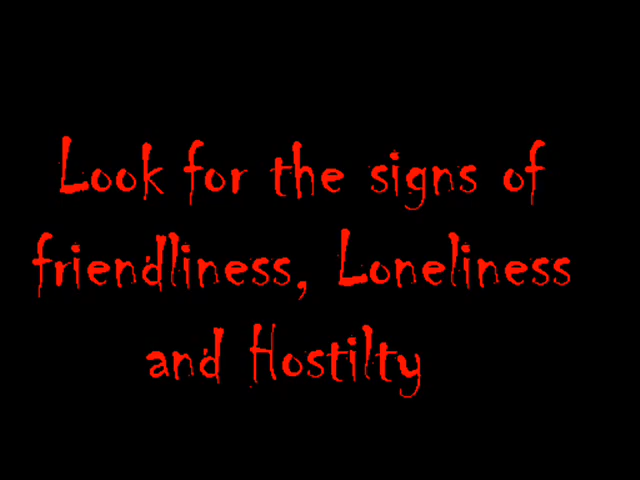 Look for the signs of
friendliness, Loneliness
and Hostilty